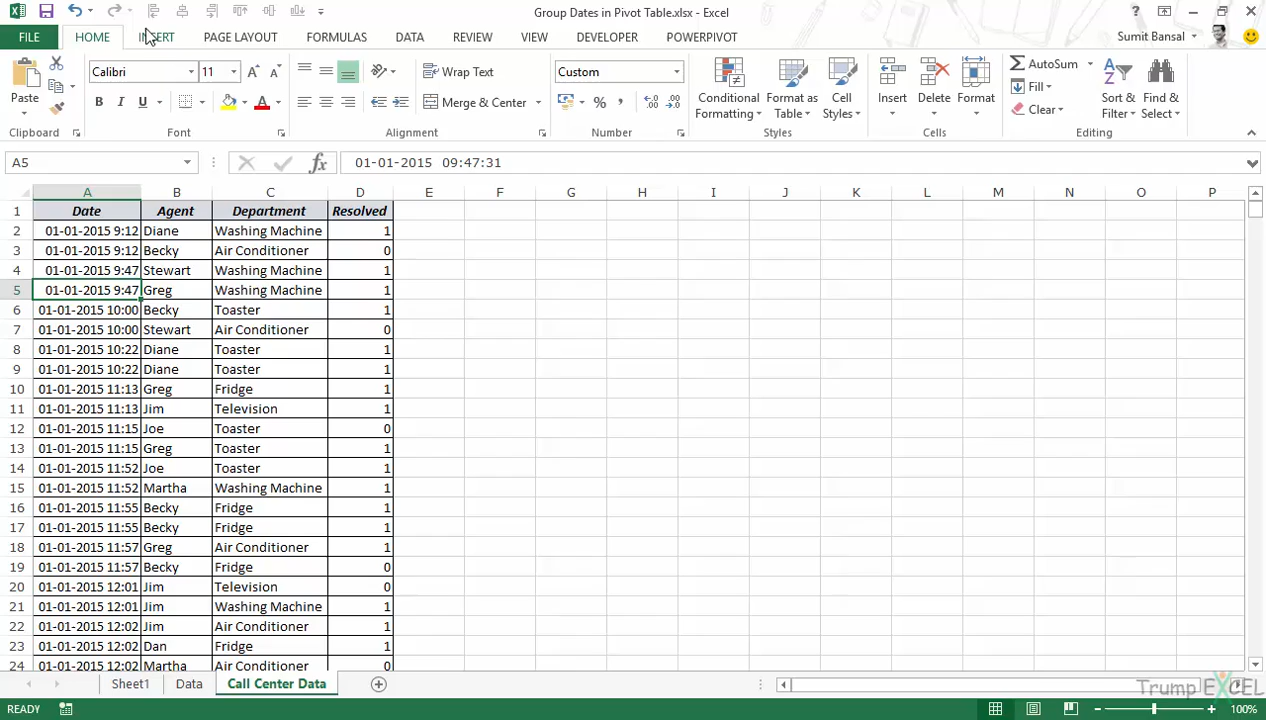 Group Dates in Pivot Table.xlsx - Excel
FILE HOME INSERT PAGE LAYOUT FORMULAS DATA REVIEW VIEW DEVELOPER POWERPIVOT Sumit Bansal
Calibri 11 Wrap Text Custom AutoSum
Fill
Paste B I U Merge & Center % , Conditional Formatting Format as Table Cell Styles Insert Delete Format Clear Sort & Filter Find & Select
Clipboard Font Alignment Number Styles Cells Editing
A5 fx 01-01-2015 09:47:31
A B C D E F G H I J K L M N O P
1 Date Agent Department Resolved
2 01-01-2015 9:12 Diane Washing Machine 1
3 01-01-2015 9:12 Becky Air Conditioner 0
4 01-01-2015 9:47 Stewart Washing Machine 1
5 01-01-2015 9:47 Greg Washing Machine 1
6 01-01-2015 10:00 Becky Toaster 1
7 01-01-2015 10:00 Stewart Air Conditioner 0
8 01-01-2015 10:22 Diane Toaster 1
9 01-01-2015 10:22 Diane Toaster 1
10 01-01-2015 11:13 Greg Fridge 1
11 01-01-2015 11:13 Jim Television 1
12 01-01-2015 11:15 Joe Toaster 0
13 01-01-2015 11:15 Greg Toaster 1
14 01-01-2015 11:52 Joe Toaster 1
15 01-01-2015 11:52 Martha Washing Machine 1
16 01-01-2015 11:55 Becky Fridge 1
17 01-01-2015 11:55 Becky Fridge 1
18 01-01-2015 11:57 Greg Air Conditioner 1
19 01-01-2015 11:57 Becky Fridge 0
20 01-01-2015 12:01 Jim Television 0
21 01-01-2015 12:01 Jim Washing Machine 1
22 01-01-2015 12:02 Jim Air Conditioner 1
23 01-01-2015 12:02 Dan Fridge 1
24 01-01-2015 12:02 Martha Air Conditioner 0
Sheet1 Data Call Center Data Trump EXCEL
READY 100%